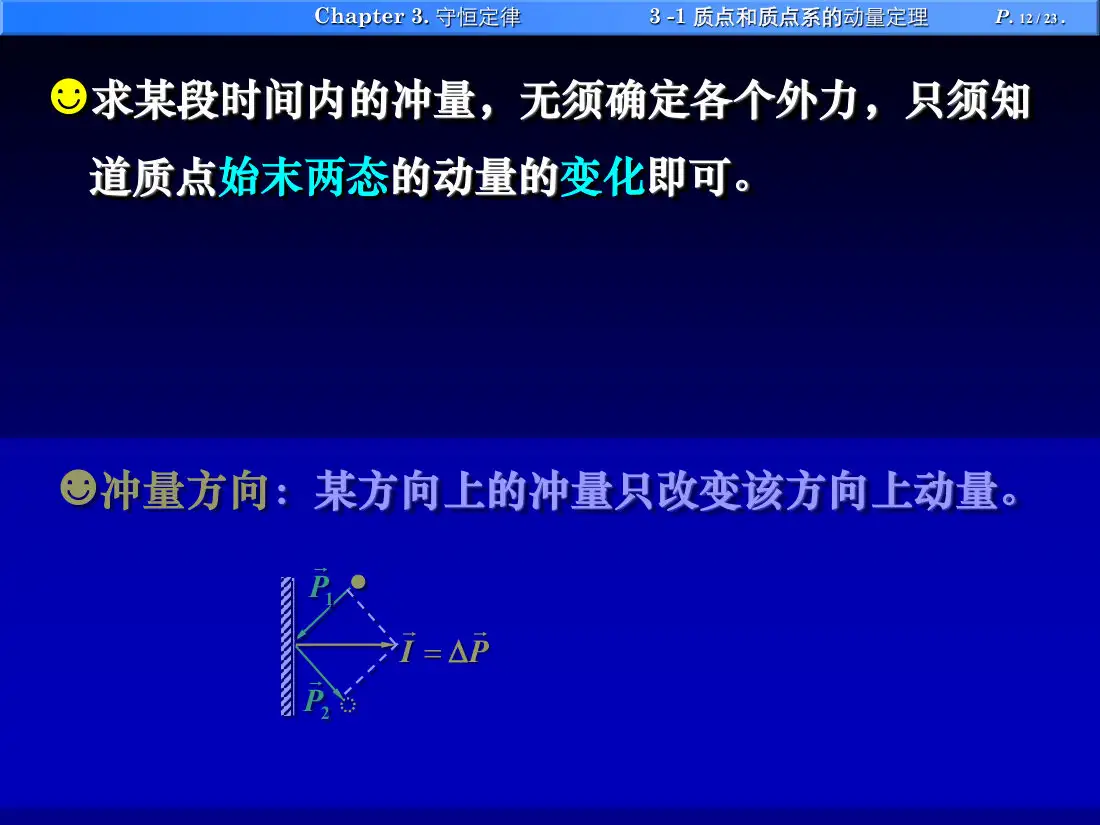 Chapter 3. 守恒定律 3 -1 质点和质点系的动量定理 P. 12 / 23 .
求某段时间内的冲量，无须确定各个外力，只须知
道质点始末两态的动量的变化即可。
冲量方向：某方向上的冲量只改变该方向上动量。
P⃗₁
I⃗ = ΔP⃗
P⃗₂